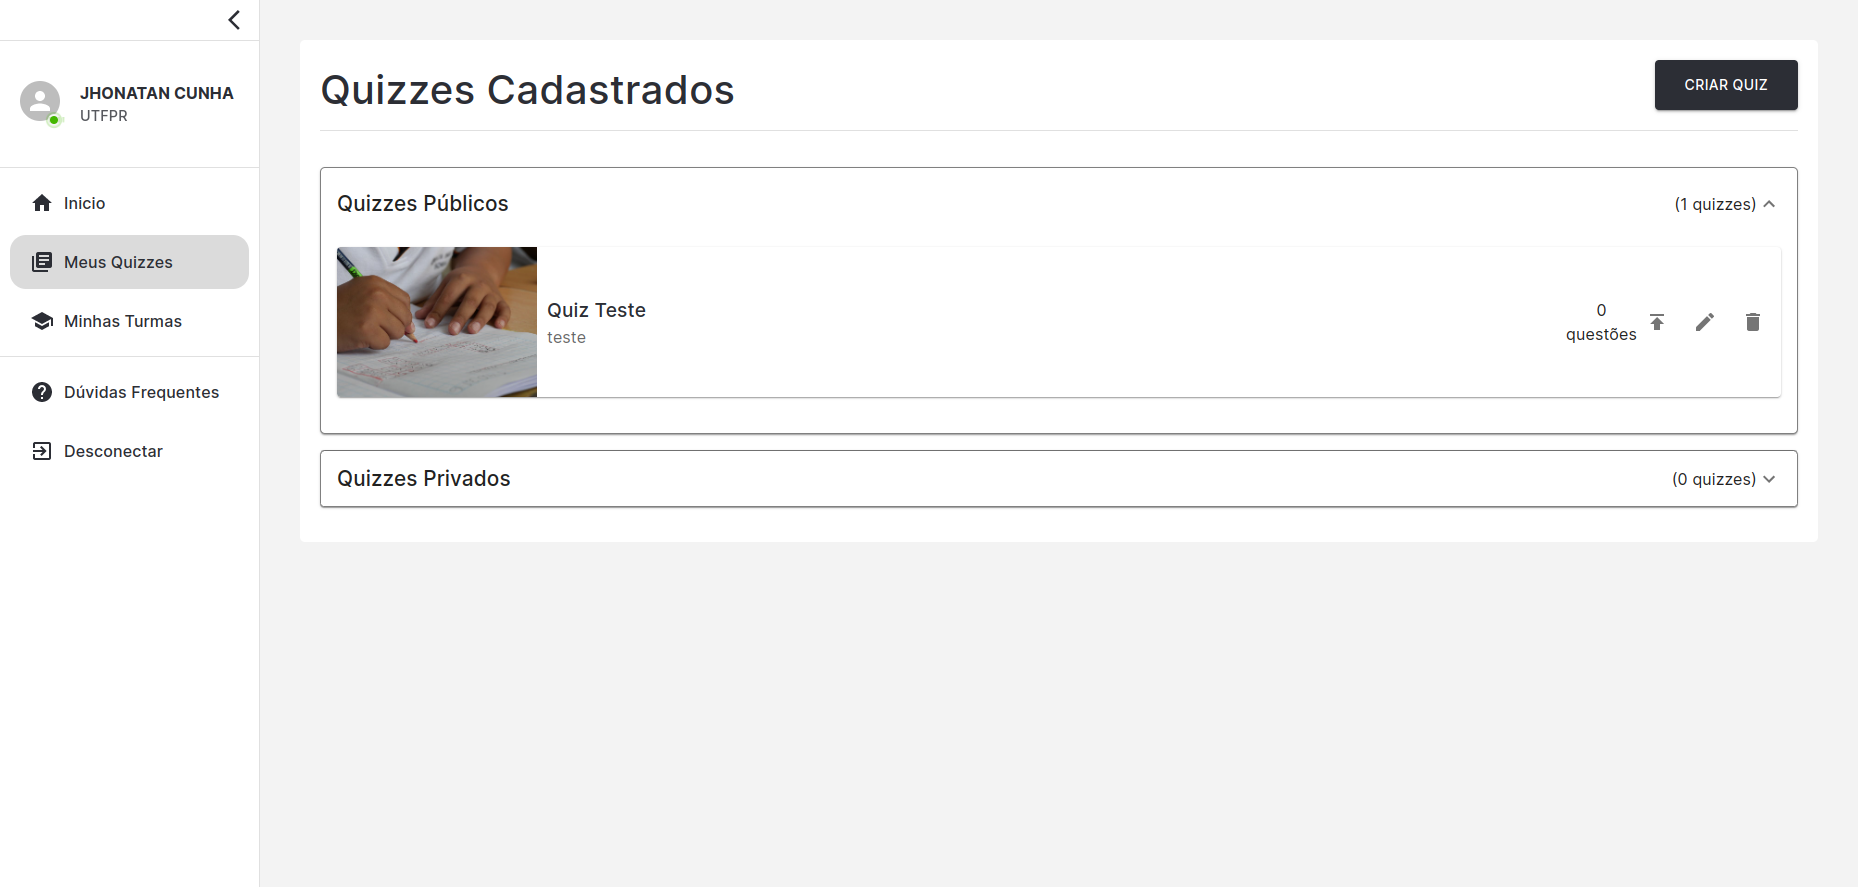 JHONATAN CUNHA
UTFPR
Inicio
Meus Quizzes
Minhas Turmas
Dúvidas Frequentes
Desconectar
Quizzes Cadastrados
CRIAR QUIZ
Quizzes Públicos
(1 quizzes)
Quiz Teste
teste
0
questões
Quizzes Privados
(0 quizzes)